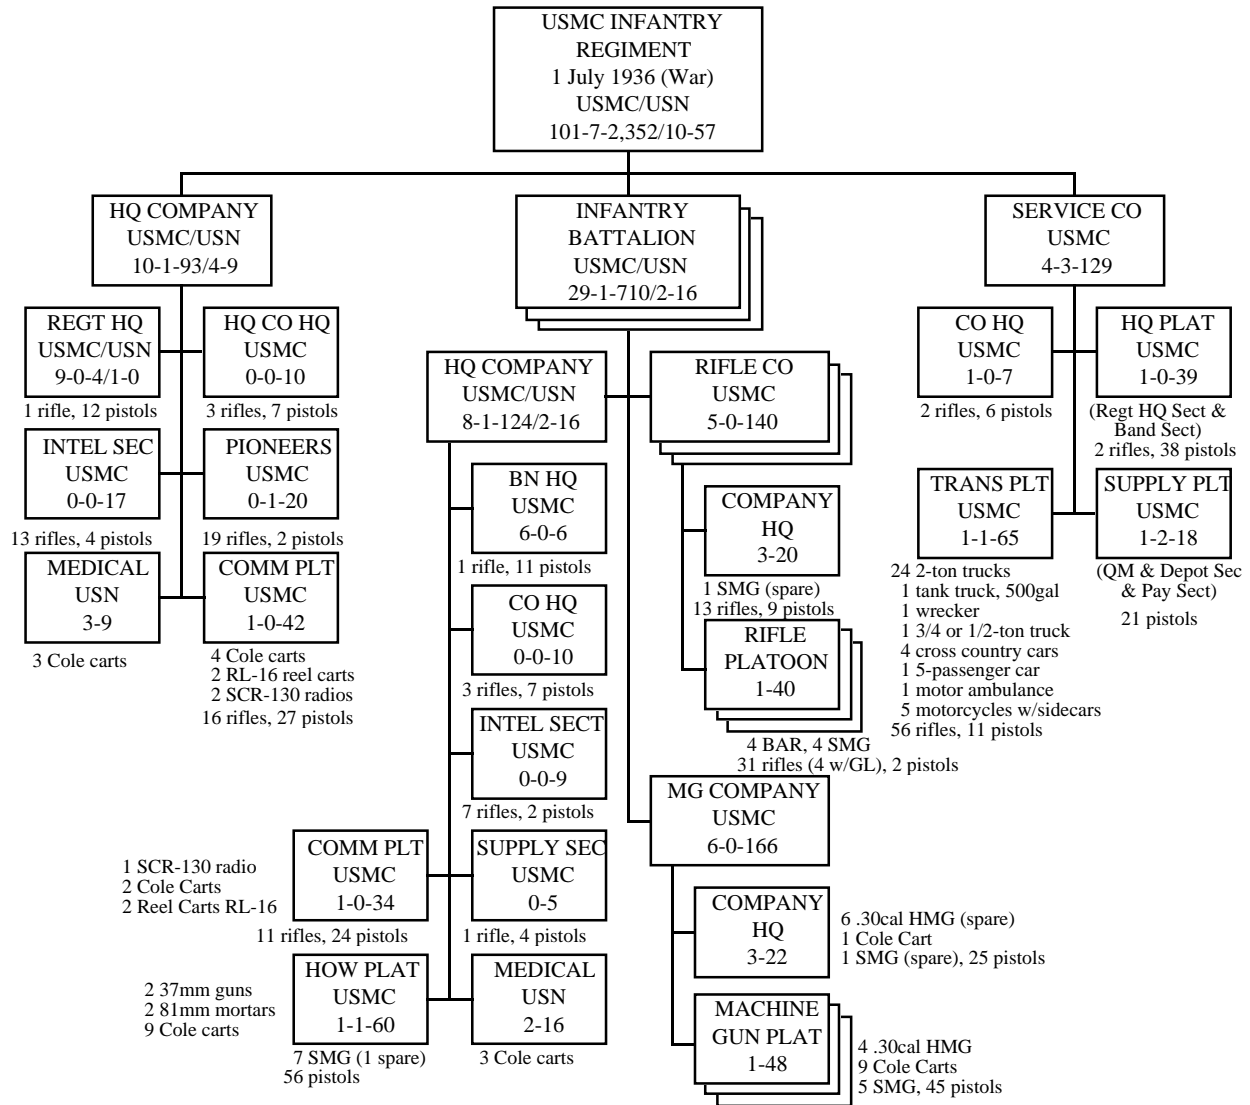 USMC INFANTRY
REGIMENT
1 July 1936 (War)
USMC/USN
101-7-2,352/10-57
HQ COMPANY
USMC/USN
10-1-93/4-9
INFANTRY
BATTALION
USMC/USN
29-1-710/2-16
SERVICE CO
USMC
4-3-129
REGT HQ
USMC/USN
9-0-4/1-0
1 rifle, 12 pistols
HQ CO HQ
USMC
0-0-10
3 rifles, 7 pistols
INTEL SEC
USMC
0-0-17
13 rifles, 4 pistols
PIONEERS
USMC
0-1-20
19 rifles, 2 pistols
MEDICAL
USN
3-9
3 Cole carts
COMM PLT
USMC
1-0-42
4 Cole carts
2 RL-16 reel carts
2 SCR-130 radios
16 rifles, 27 pistols
HQ COMPANY
USMC/USN
8-1-124/2-16
BN HQ
USMC
6-0-6
1 rifle, 11 pistols
CO HQ
USMC
0-0-10
3 rifles, 7 pistols
INTEL SECT
USMC
0-0-9
7 rifles, 2 pistols
COMM PLT
USMC
1-0-34
1 SCR-130 radio
2 Cole Carts
2 Reel Carts RL-16
11 rifles, 24 pistols
SUPPLY SEC
USMC
0-5
1 rifle, 4 pistols
HOW PLAT
USMC
1-1-60
2 37mm guns
2 81mm mortars
9 Cole carts
7 SMG (1 spare)
56 pistols
MEDICAL
USN
2-16
3 Cole carts
RIFLE CO
USMC
5-0-140
COMPANY
HQ
3-20
1 SMG (spare)
13 rifles, 9 pistols
RIFLE
PLATOON
1-40
4 BAR, 4 SMG
31 rifles (4 w/GL), 2 pistols
MG COMPANY
USMC
6-0-166
COMPANY
HQ
3-22
6 .30cal HMG (spare)
1 Cole Cart
1 SMG (spare), 25 pistols
MACHINE
GUN PLAT
1-48
4 .30cal HMG
9 Cole Carts
5 SMG, 45 pistols
CO HQ
USMC
1-0-7
2 rifles, 6 pistols
HQ PLAT
USMC
1-0-39
(Regt HQ Sect &
Band Sect)
2 rifles, 38 pistols
TRANS PLT
USMC
1-1-65
24 2-ton trucks
1 tank truck, 500gal
1 wrecker
1 3/4 or 1/2-ton truck
4 cross country cars
1 5-passenger car
1 motor ambulance
5 motorcycles w/sidecars
56 rifles, 11 pistols
SUPPLY PLT
USMC
1-2-18
(QM & Depot Sec
& Pay Sect)
21 pistols